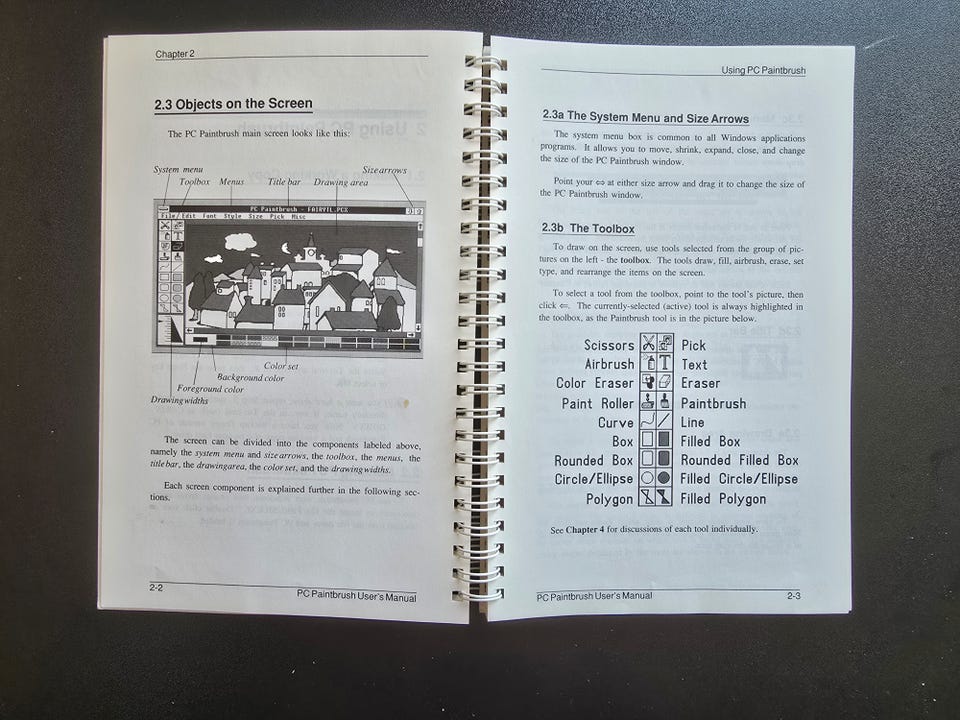 Chapter 2
2.3 Objects on the Screen
The PC Paintbrush main screen looks like this:
System menu
Size arrows
Toolbox Menus Title bar Drawing area
PC Paintbrush - FAIRYTL.PCX
File/Edit Font Style Size Pick Misc
Color set
Background color
Foreground color
Drawing widths
The screen can be divided into the components labeled above,
namely the system menu and size arrows, the toolbox, the menus, the
title bar, the drawing area, the color set, and the drawing widths.
Each screen component is explained further in the following sec-
tions.
2-2
PC Paintbrush User's Manual
Using PC Paintbrush
2.3a The System Menu and Size Arrows
The system menu box is common to all Windows applications
programs. It allows you to move, shrink, expand, close, and change
the size of the PC Paintbrush window.
Point your ⇔ at either size arrow and drag it to change the size of
the PC Paintbrush window.
2.3b The Toolbox
To draw on the screen, use tools selected from the group of pic-
tures on the left - the toolbox. The tools draw, fill, airbrush, erase, set
type, and rearrange the items on the screen.
To select a tool from the toolbox, point to the tool's picture, then
click ⇐. The currently-selected (active) tool is always highlighted in
the toolbox, as the Paintbrush tool is in the picture below.
Scissors Pick
Airbrush T Text
Color Eraser Eraser
Paint Roller Paintbrush
Curve Line
Box Filled Box
Rounded Box Rounded Filled Box
Circle/Ellipse Filled Circle/Ellipse
Polygon Filled Polygon
See Chapter 4 for discussions of each tool individually.
PC Paintbrush User's Manual
2-3